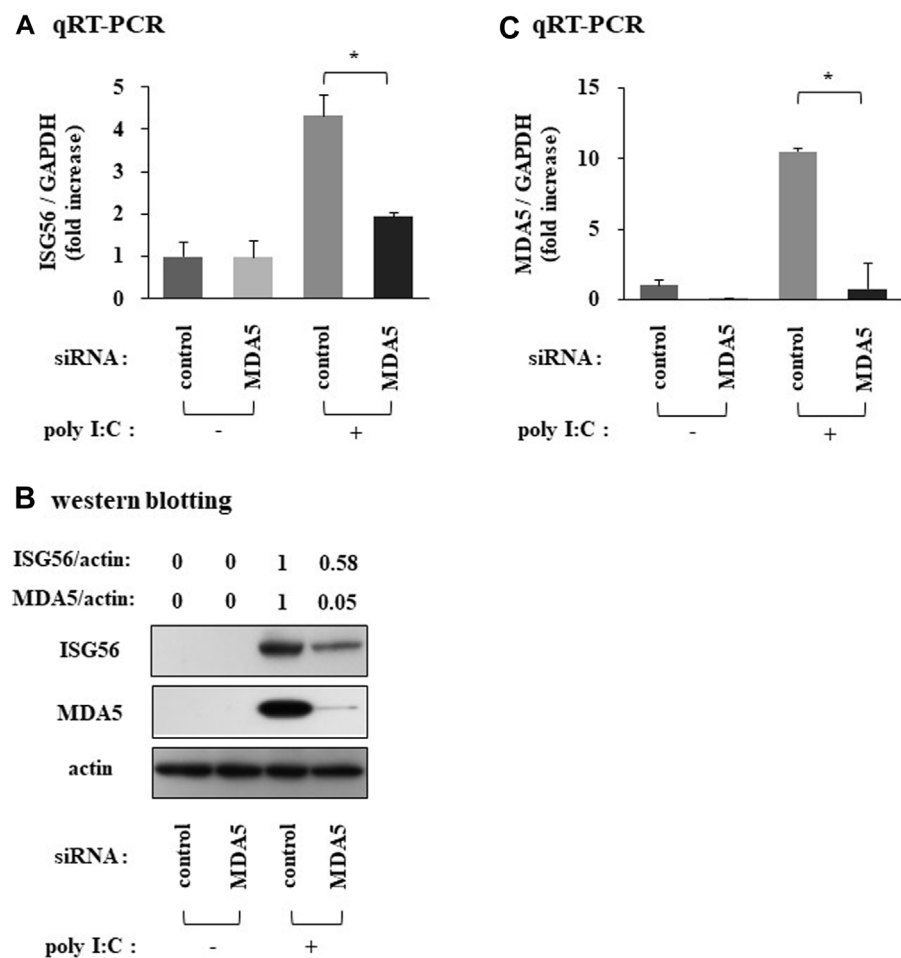 A qRT-PCR
ISG56 / GAPDH
(fold increase)
5
4
3
2
1
0
*
siRNA :
control
MDA5
control
MDA5
poly I:C :
-
+
C qRT-PCR
MDA5 / GAPDH
(fold increase)
15
10
5
0
*
siRNA :
control
MDA5
control
MDA5
poly I:C :
-
+
B western blotting
ISG56/actin: 0 0 1 0.58
MDA5/actin: 0 0 1 0.05
ISG56
MDA5
actin
siRNA :
control
MDA5
control
MDA5
poly I:C :
-
+